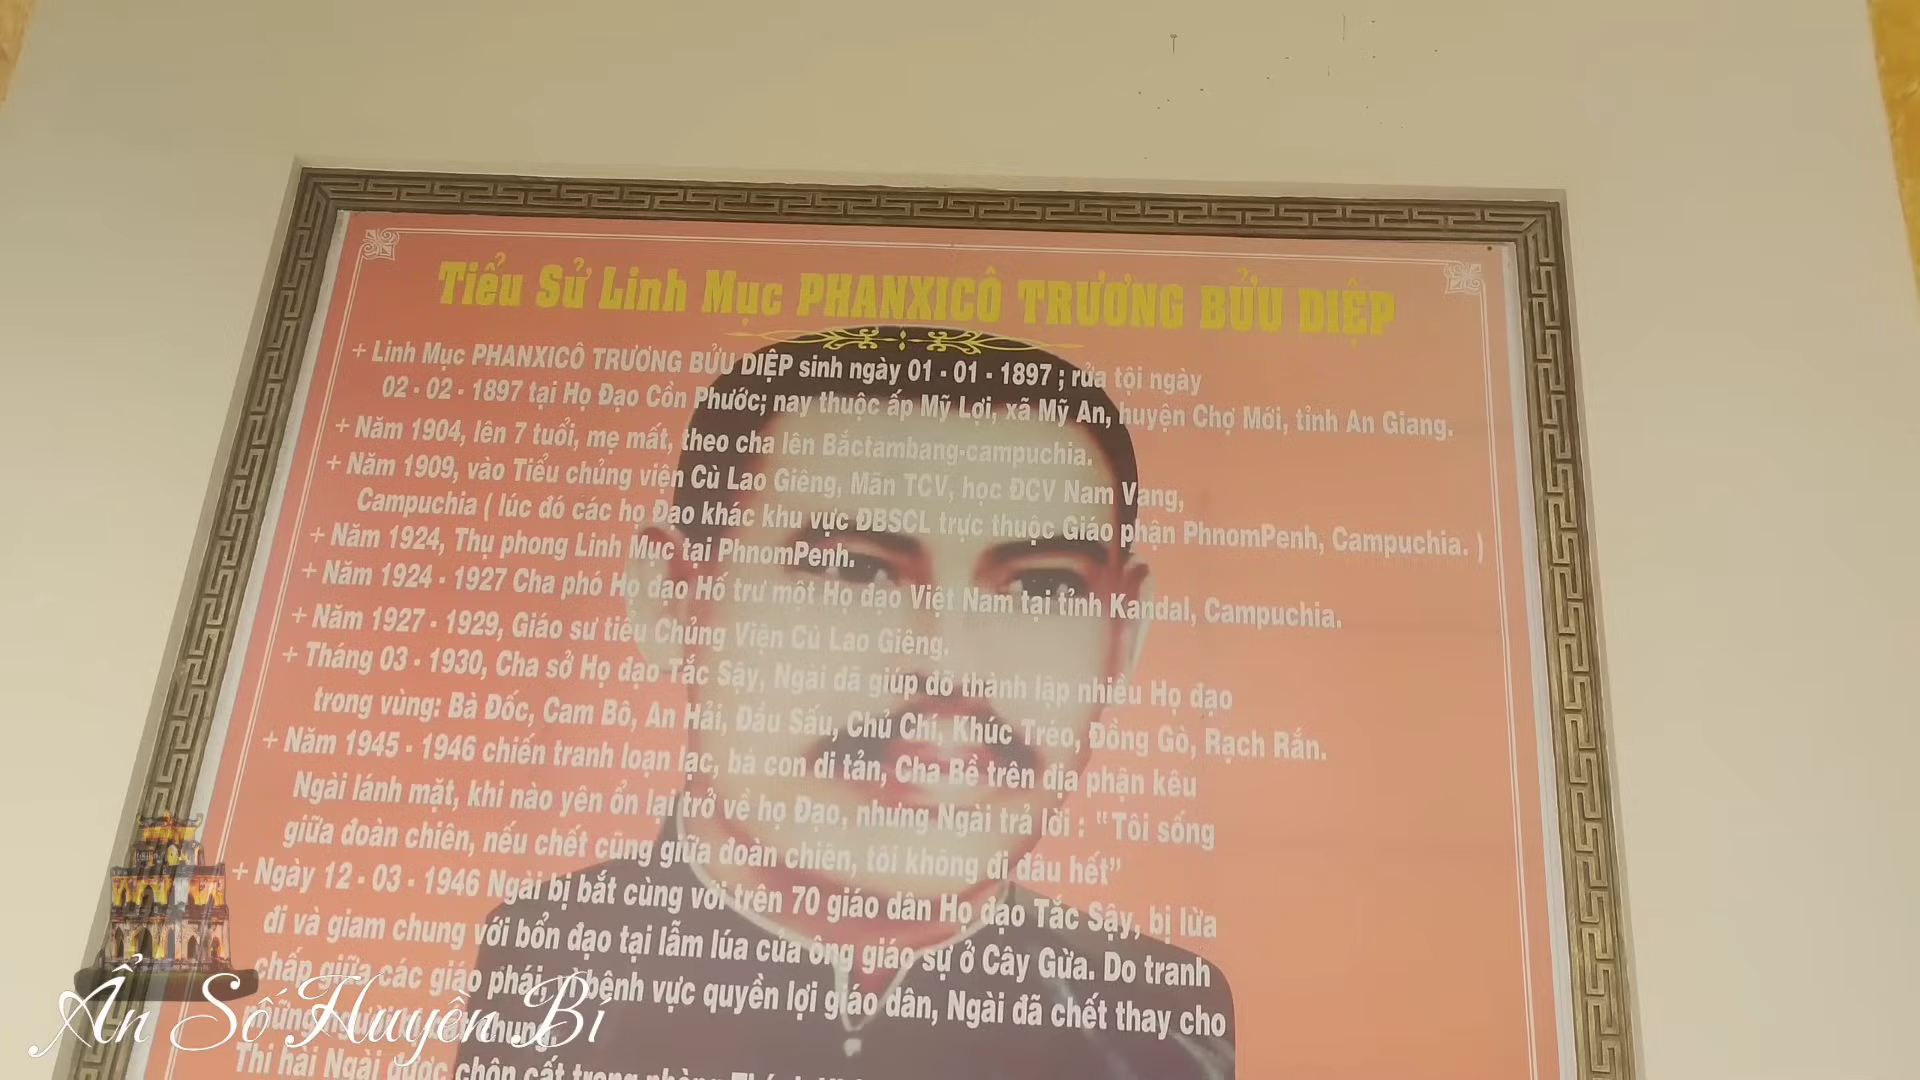 Tiểu Sử Linh Mục PHANXICÔ TRƯƠNG BỬU DIỆP
+ Linh Mục PHANXICÔ TRƯƠNG BỬU DIỆP sinh ngày 01 - 01 - 1897 ; rửa tội ngày
02 - 02 - 1897 tại Họ Đạo Cồn Phước; nay thuộc ấp Mỹ Lợi, xã Mỹ An, huyện Chợ Mới, tỉnh An Giang.
+ Năm 1904, lên 7 tuổi, mẹ mất, theo cha lên Bắctambang-campuchia.
+ Năm 1909, vào Tiểu chủng viện Cù Lao Giêng, Mãn TCV, học ĐCV Nam Vang,
Campuchia ( lúc đó các họ Đạo khác khu vực ĐBSCL trực thuộc Giáo phận PhnomPenh, Campuchia. )
+ Năm 1924, Thụ phong Linh Mục tại PhnomPenh.
+ Năm 1924 - 1927 Cha phó Họ đạo Hố trư một Họ đạo Việt Nam tại tỉnh Kandal, Campuchia.
+ Năm 1927 - 1929, Giáo sư tiểu Chủng Viện Cù Lao Giêng.
+ Tháng 03 - 1930, Cha sở Họ đạo Tắc Sậy, Ngài đã giúp đỡ thành lập nhiều Họ đạo
trong vùng: Bà Đốc, Cam Bô, An Hải, Đầu Sấu, Chủ Chí, Khúc Tréo, Đồng Gò, Rạch Rắn.
+ Năm 1945 - 1946 chiến tranh loạn lạc, bà con di tản, Cha Bề trên địa phận kêu
Ngài lánh mặt, khi nào yên ổn lại trở về họ Đạo, nhưng Ngài trả lời : "Tôi sống
giữa đoàn chiên, nếu chết cũng giữa đoàn chiên, tôi không đi đâu hết"
+ Ngày 12 - 03 - 1946 Ngài bị bắt cùng với trên 70 giáo dân Họ đạo Tắc Sậy, bị lùa
đi và giam chung với bổn đạo tại lẫm lúa của ông giáo sự ở Cây Gừa. Do tranh
chấp giữa các giáo phái, vì bênh vực quyền lợi giáo dân, Ngài đã chết thay cho
những người chung.
Thi hài Ngài được chôn cất trong phòng
Ẩn Số Huyền Bí